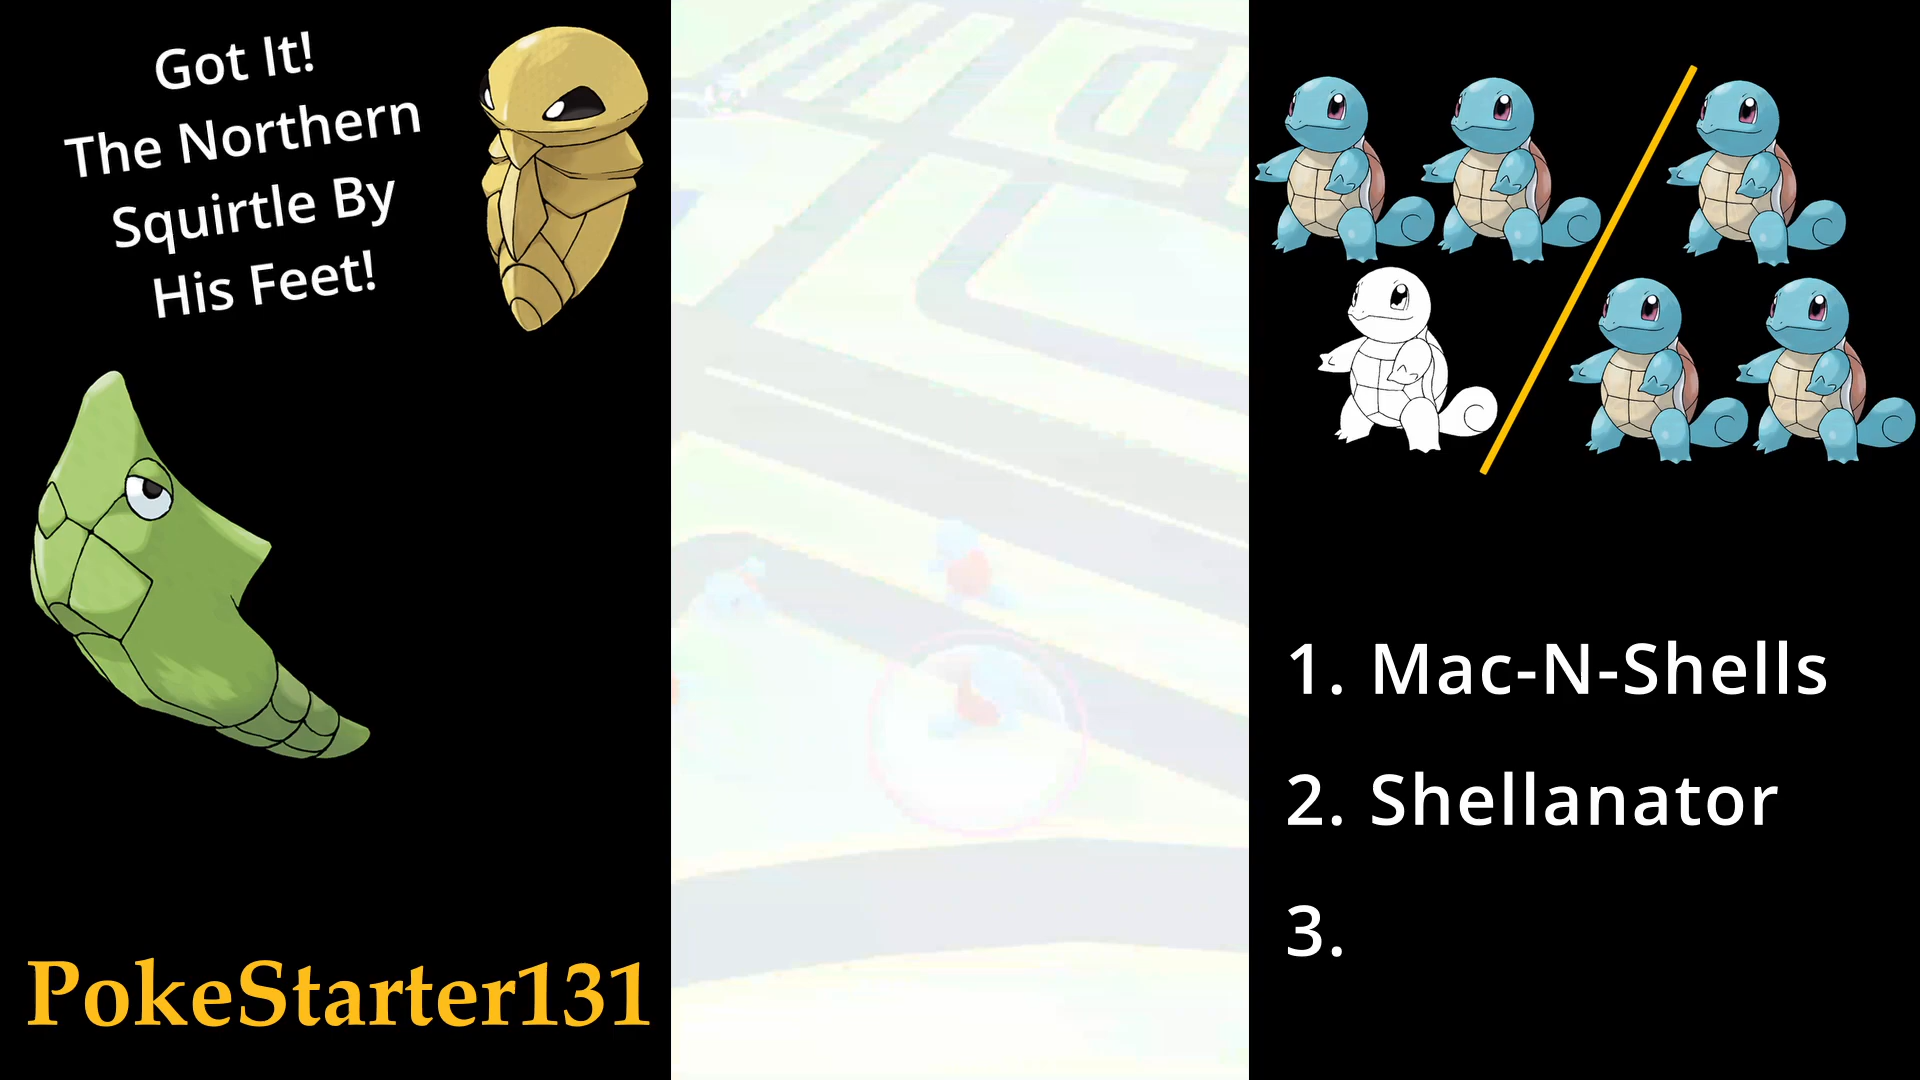 Got It!
The Northern
Squirtle By
His Feet!
PokeStarter131
1. Mac-N-Shells
2. Shellanator
3.